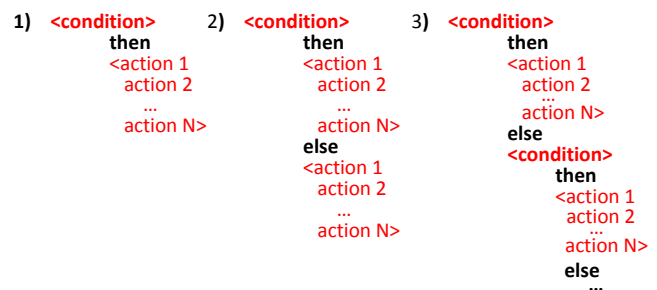 1) <condition>
then
<action 1
action 2
...
action N>
2) <condition>
then
<action 1
action 2
...
action N>
else
<action 1
action 2
...
action N>
3) <condition>
then
<action 1
action 2
...
action N>
else
<condition>
then
<action 1
action 2
...
action N>
else
...